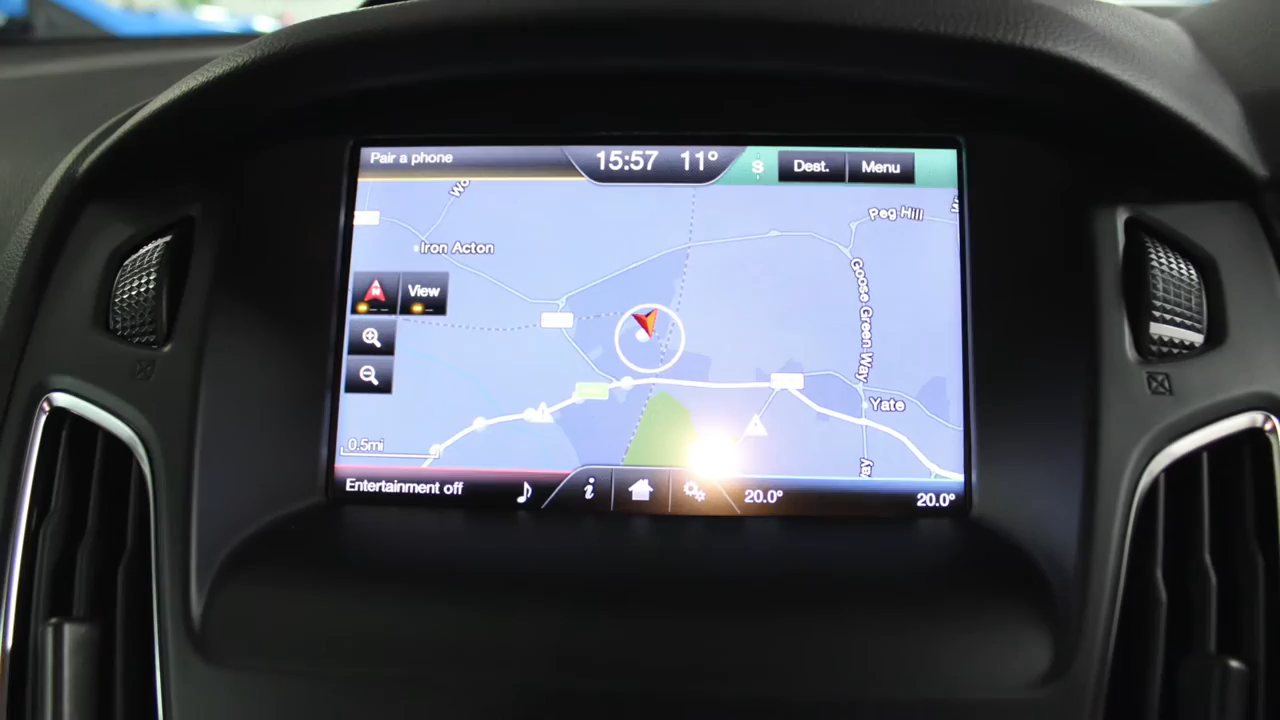 Pair a phone
15:57 11°
S
Dest.
Menu
Peg Hill
Iron Acton
N
View
Goose Green Way
Yate
0.5mi
Entertainment off
i
20.0°
20.0°